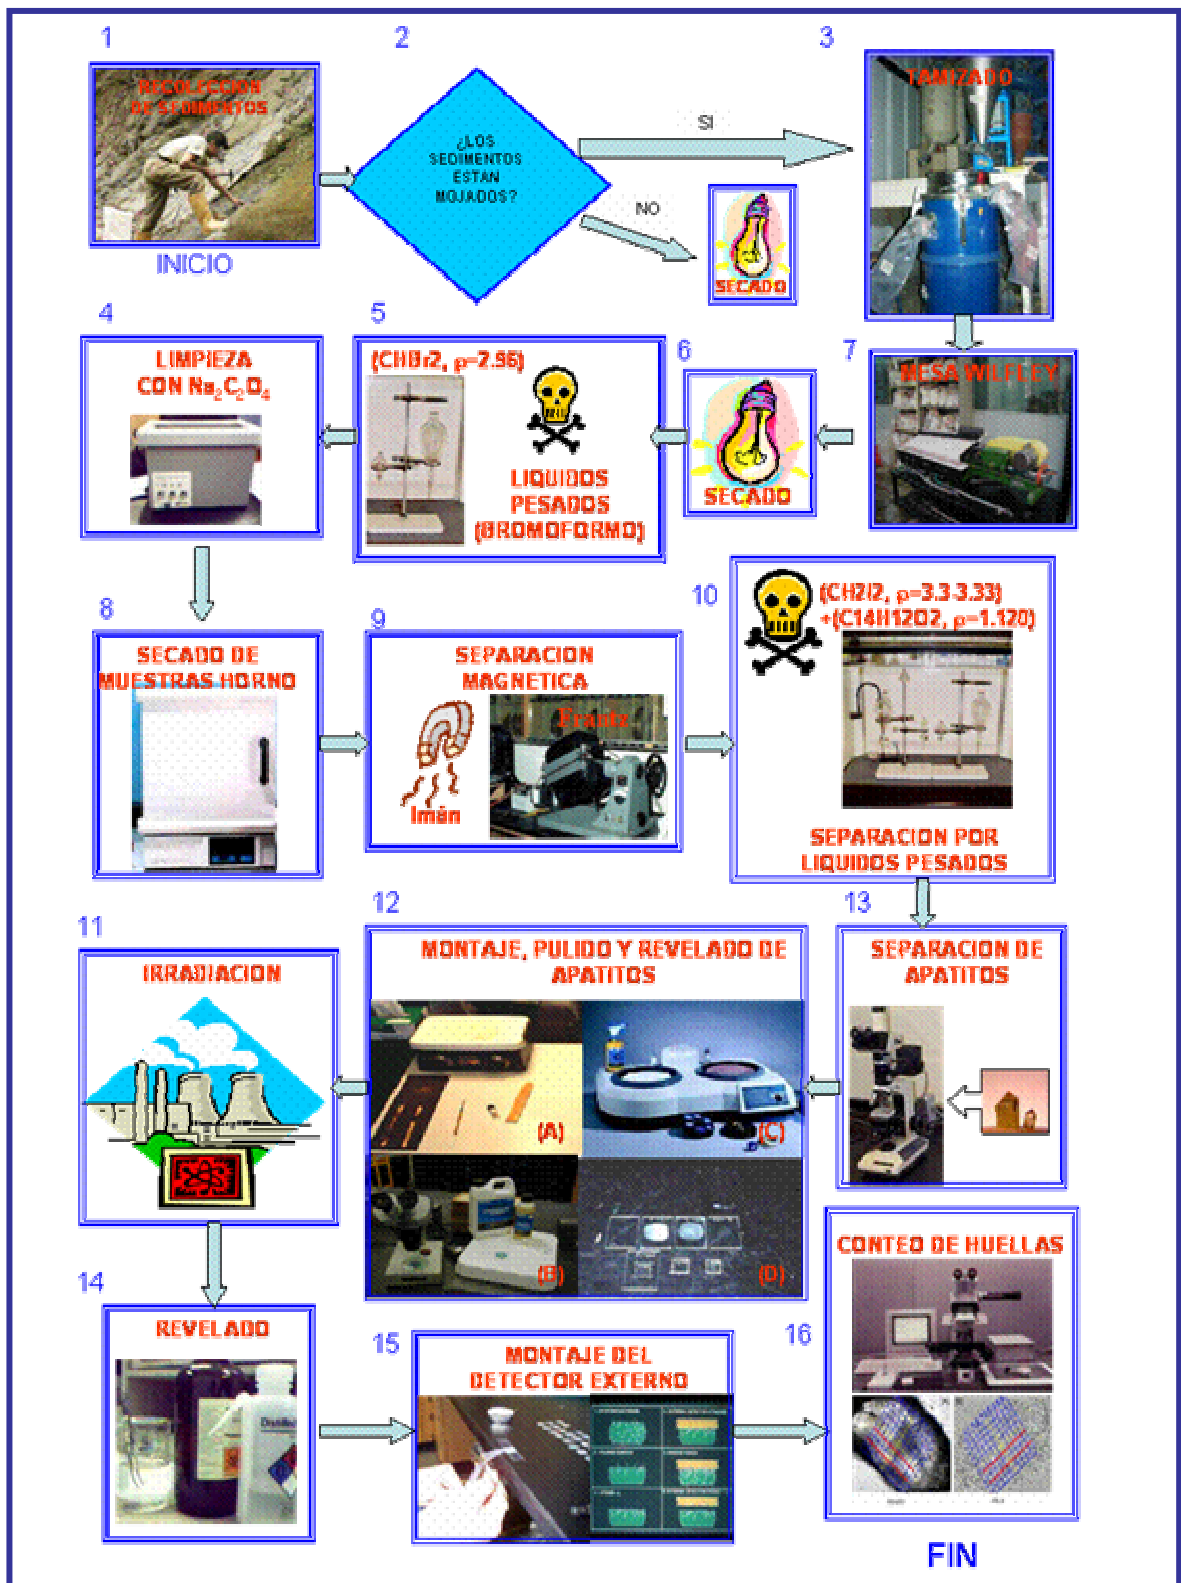 1
2
3
RECOLECCION
DE SEDIMENTOS
INICIO
¿LOS
SEDIMENTOS
ESTAN
MOJADOS?
SI
NO
SECADO
TAMIZADO
4
LIMPIEZA
CON Na₂C₂O₄
5
(CHBr2, ρ=2.96)
LIQUIDOS
PESADOS
(BROMOFORMO)
6
SECADO
7
MESA WILFLEY
8
SECADO DE
MUESTRAS HORNO
9
SEPARACION
MAGNETICA
Imán
Frantz
10
(CH2I2, ρ=3.3-3.33)
+(C14H12O2, ρ=1.120)
SEPARACION POR
LIQUIDOS PESADOS
11
IRRADIACION
12
MONTAJE, PULIDO Y REVELADO DE
APATITOS
(A)
(C)
(B)
(D)
13
SEPARACION DE
APATITOS
14
REVELADO
15
MONTAJE DEL
DETECTOR EXTERNO
16
CONTEO DE HUELLAS
FIN